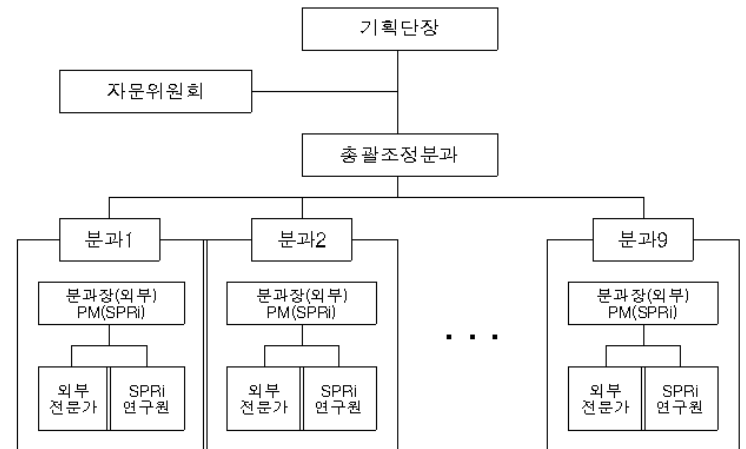 기획단장
자문위원회
총괄조정분과
분과1
분과2
분과9
분과장(외부)
PM(SPRi)
분과장(외부)
PM(SPRi)
분과장(외부)
PM(SPRi)
...
외부
전문가
SPRi
연구원
외부
전문가
SPRi
연구원
외부
전문가
SPRi
연구원